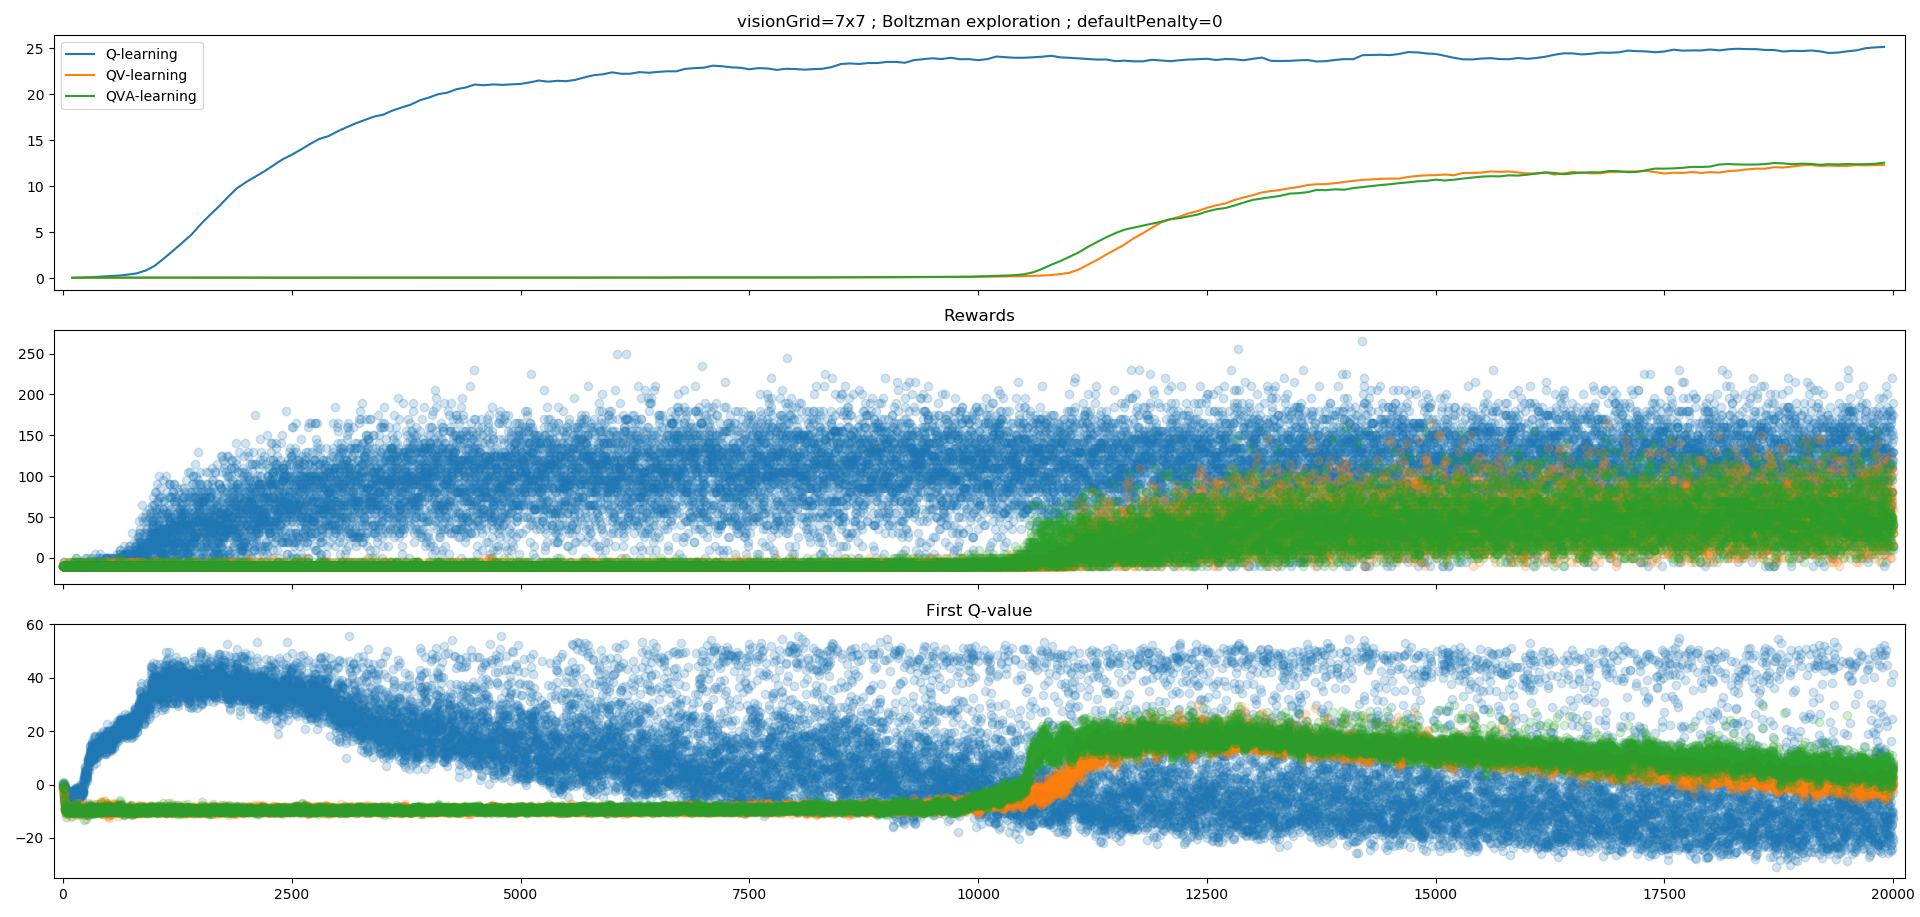 visionGrid=7x7 ; Boltzman exploration ; defaultPenalty=0
25
20
15
10
5
0
Q-learning
QV-learning
QVA-learning
Rewards
250
200
150
100
50
0
First Q-value
60
40
20
0
−20
0 2500 5000 7500 10000 12500 15000 17500 20000